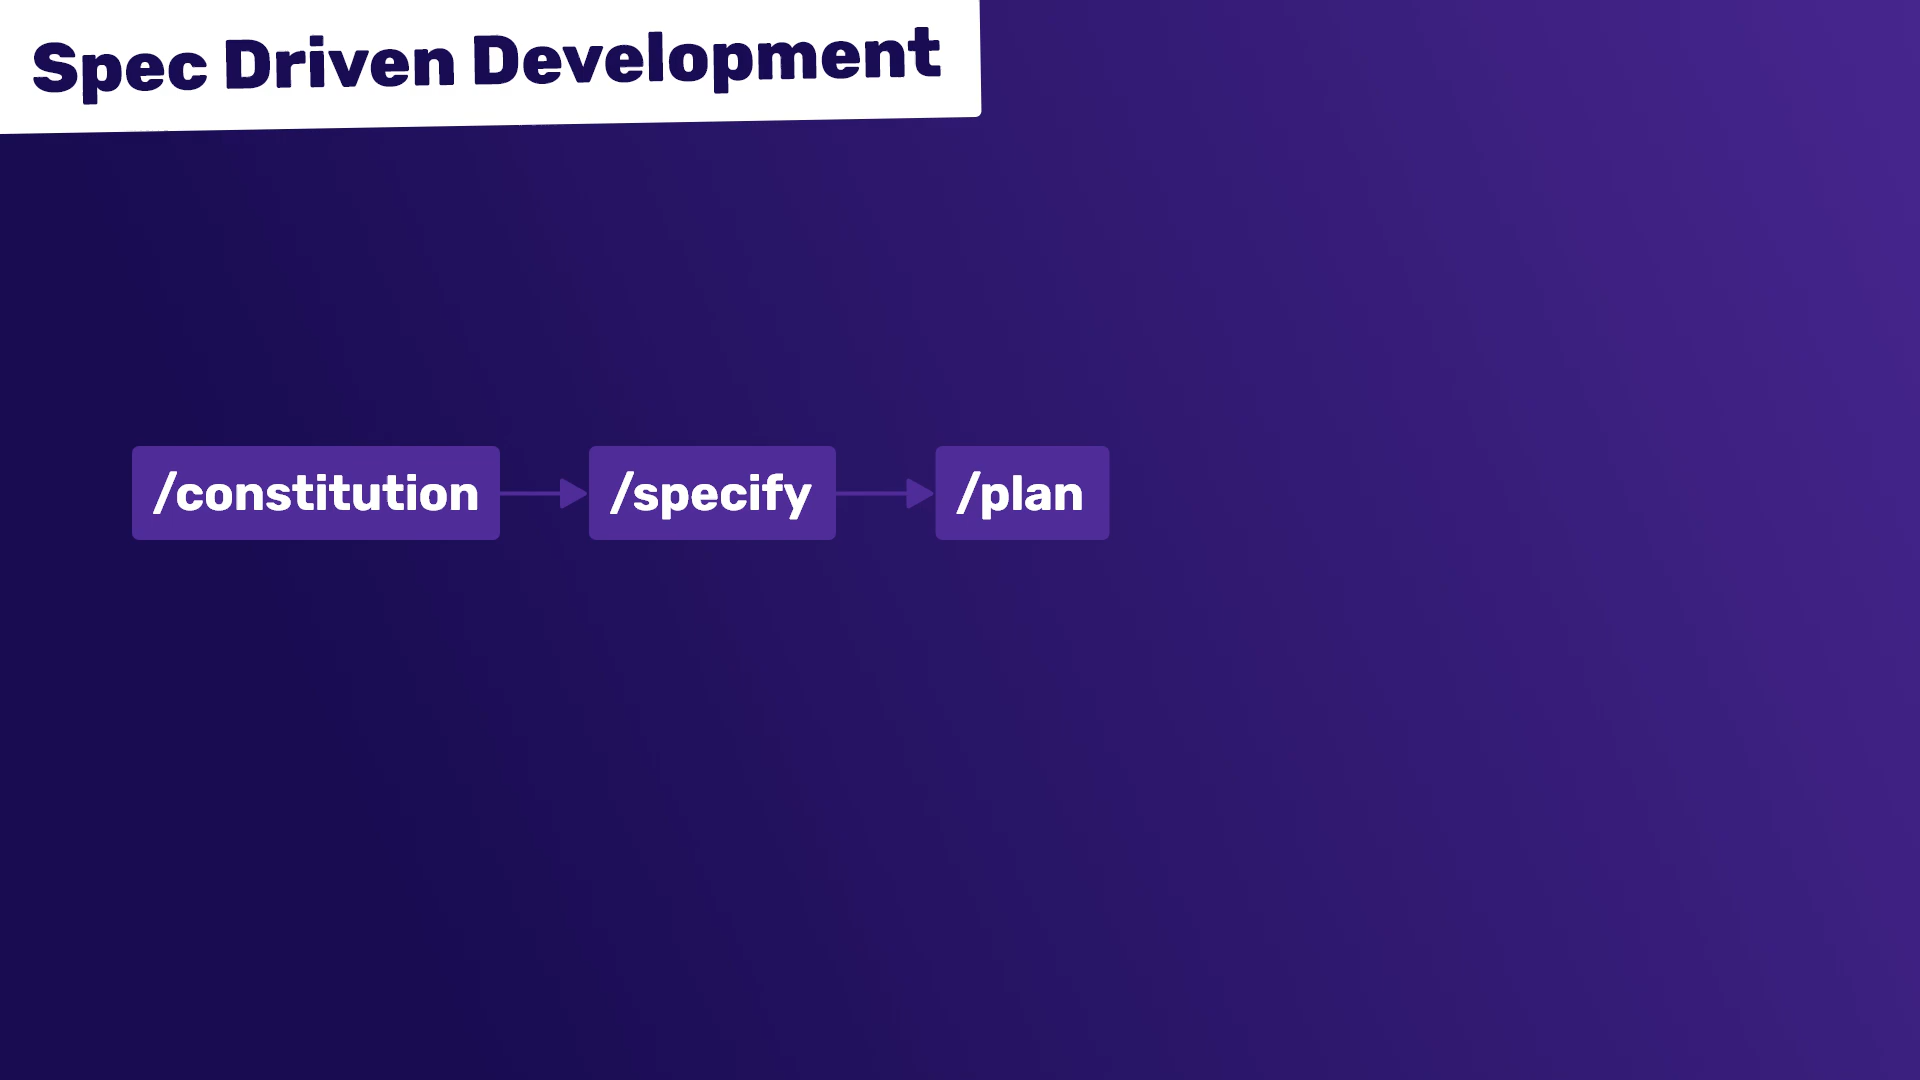 Spec Driven Development
/constitution
/specify
/plan